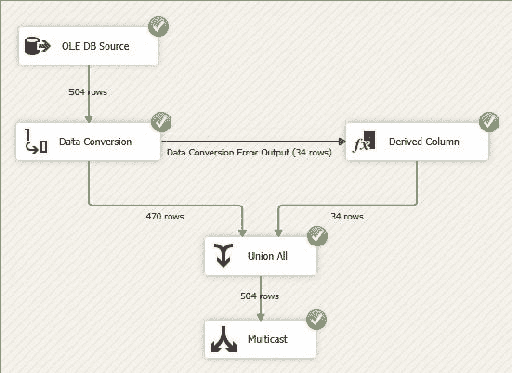 OLE DB Source
504 rows
Data Conversion
Data Conversion Error Output (34 rows)
fx
Derived Column
470 rows
34 rows
Union All
504 rows
Multicast